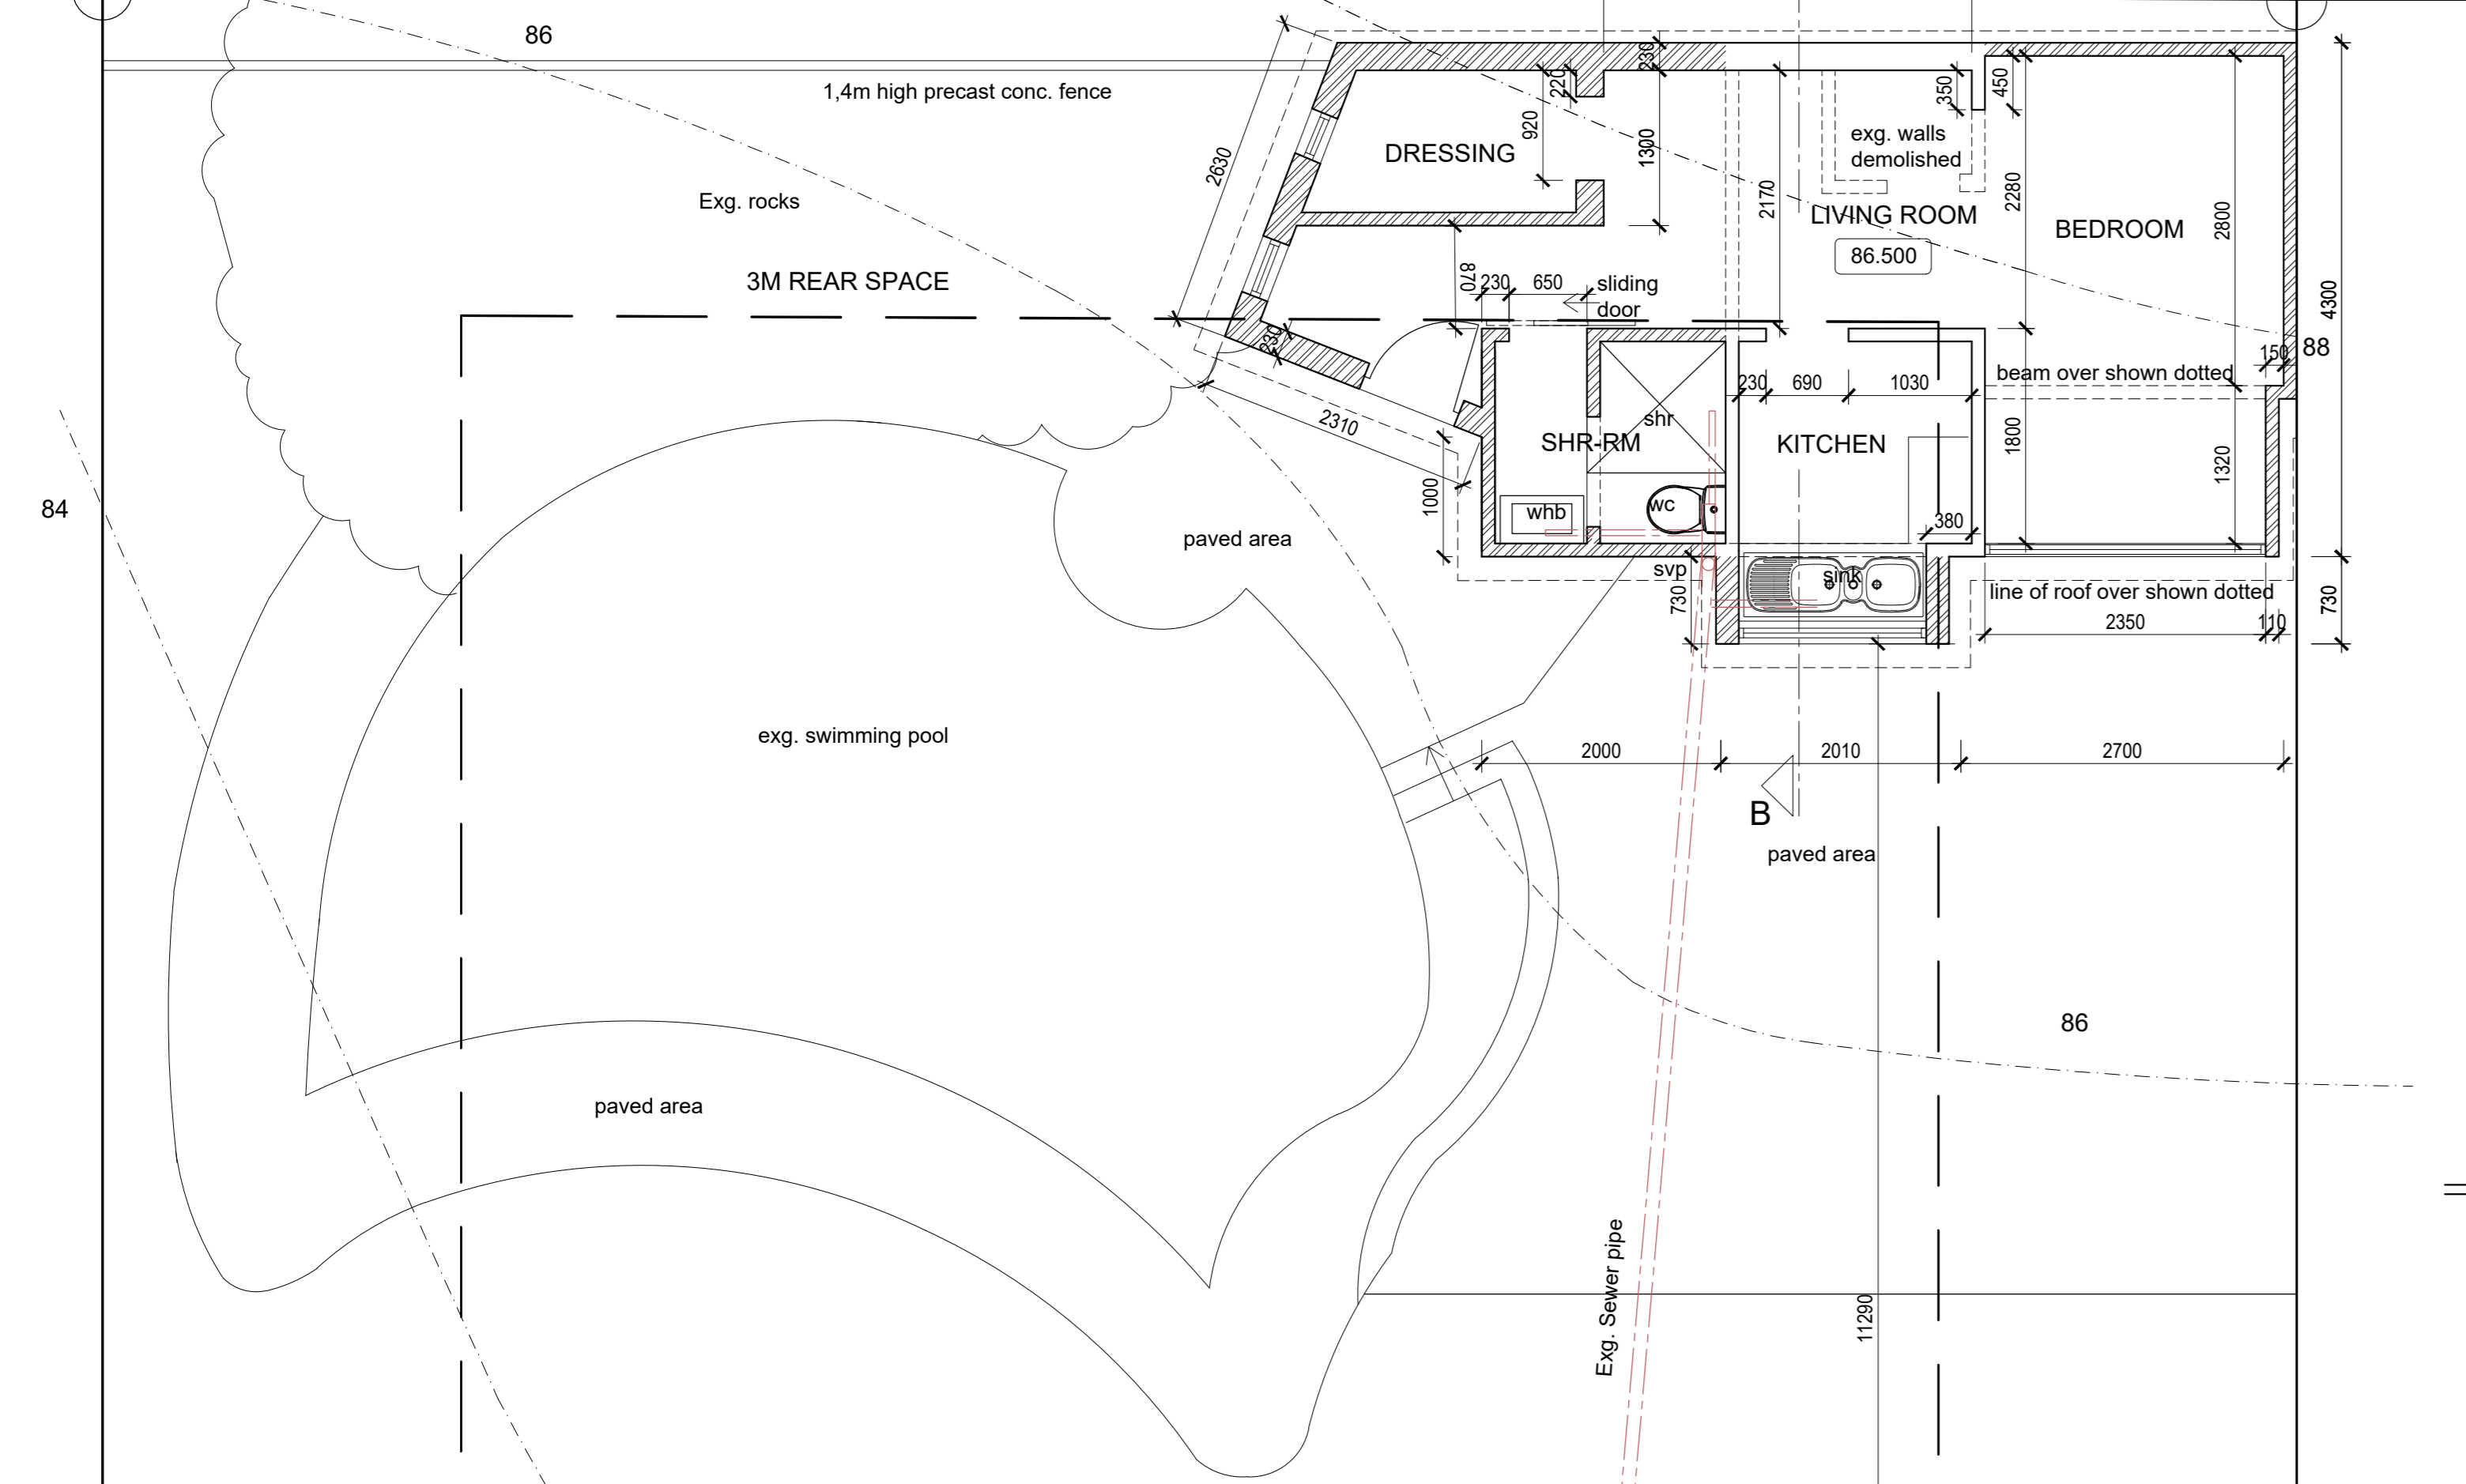 86
1,4m high precast conc. fence
230
220
920
1300
350
450
DRESSING
exg. walls
demolished
2630
Exg. rocks
2170
2280
2800
LIVING ROOM
86.500
BEDROOM
3M REAR SPACE
870
230
650
sliding
door
4300
230
150
88
beam over shown dotted
230
690
1030
2310
shr
SHR-RM
KITCHEN
1800
1320
1000
84
whb
wc
380
paved area
svp
sink
730
line of roof over shown dotted
730
2350
110
exg. swimming pool
2000
2010
2700
B
paved area
86
paved area
Exg. Sewer pipe
11290